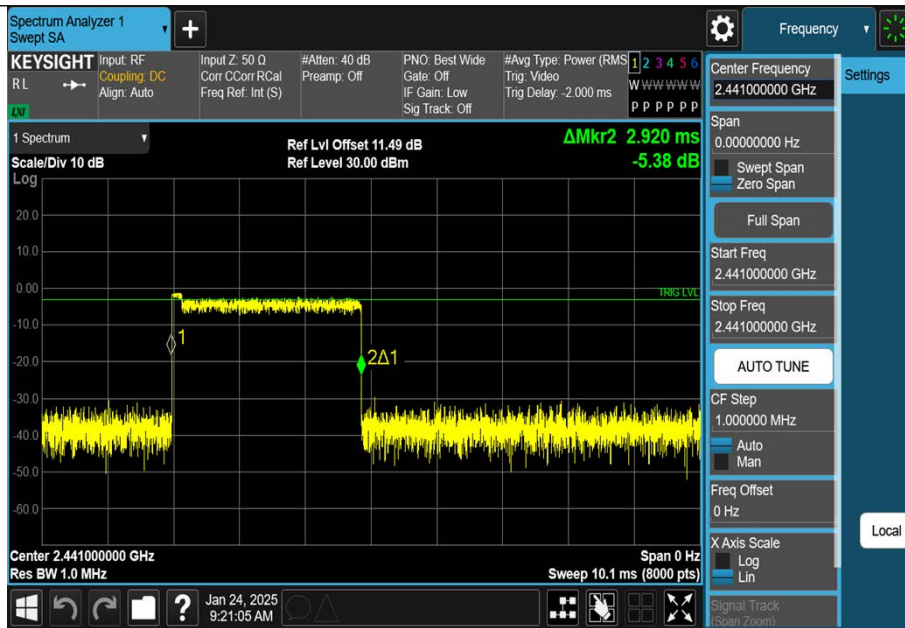 Spectrum Analyzer 1
Swept SA
Frequency
KEYSIGHT
RL
LXI
Input: RF
Coupling: DC
Align: Auto
Input Z: 50 Ω
Corr CCorr RCal
Freq Ref: Int (S)
#Atten: 40 dB
Preamp: Off
PNO: Best Wide
Gate: Off
IF Gain: Low
Sig Track: Off
#Avg Type: Power (RMS
Trig: Video
Trig Delay: -2.000 ms
1 2 3 4 5 6
W W W W W W
P P P P P P
1 Spectrum
Scale/Div 10 dB
Log
Ref Lvl Offset 11.49 dB
Ref Level 30.00 dBm
ΔMkr2 2.920 ms
-5.38 dB
20.0
10.0
0.00
-10.0
-20.0
-30.0
-40.0
-50.0
-60.0
TRIG LVL
1
2Δ1
Center 2.441000000 GHz
Res BW 1.0 MHz
Span 0 Hz
Sweep 10.1 ms (8000 pts)
Jan 24, 2025
9:21:05 AM
Center Frequency
2.441000000 GHz
Span
0.00000000 Hz
Swept Span
Zero Span
Full Span
Start Freq
2.441000000 GHz
Stop Freq
2.441000000 GHz
AUTO TUNE
CF Step
1.000000 MHz
Auto
Man
Freq Offset
0 Hz
X Axis Scale
Log
Lin
Signal Track
(Span Zoom)
Settings
Local